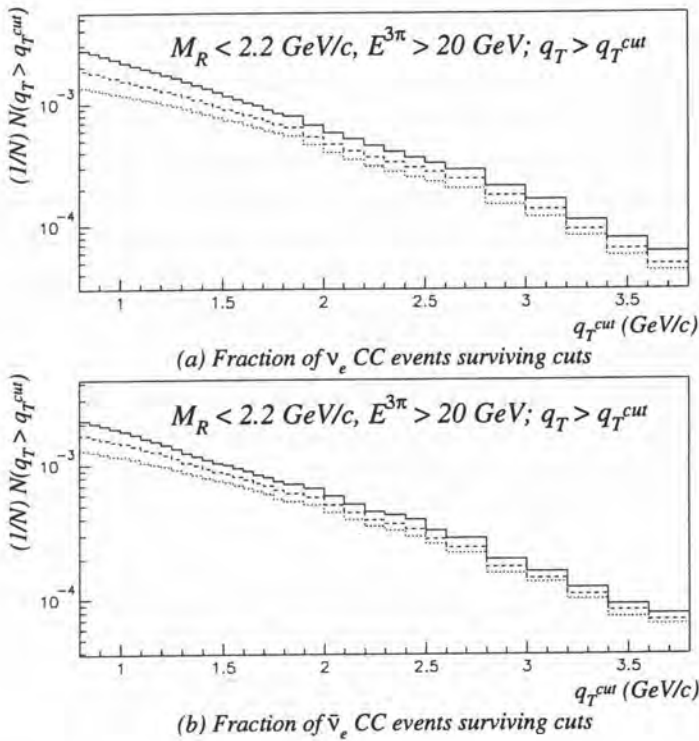 M_R < 2.2 GeV/c, E^{3π} > 20 GeV; q_T > q_T^{cut}
(1/N) N(q_T > q_T^{cut})
10^{-3}
10^{-4}
1 1.5 2 2.5 3 3.5
q_T^{cut} (GeV/c)
(a) Fraction of ν_e CC events surviving cuts
M_R < 2.2 GeV/c, E^{3π} > 20 GeV; q_T > q_T^{cut}
(1/N) N(q_T > q_T^{cut})
10^{-3}
10^{-4}
1 1.5 2 2.5 3 3.5
q_T^{cut} (GeV/c)
(b) Fraction of ν̄_e CC events surviving cuts